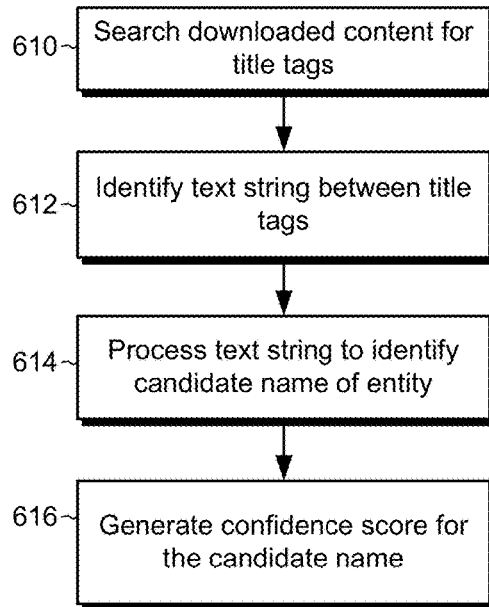 610
Search downloaded content for
title tags
612
Identify text string between title
tags
614
Process text string to identify
candidate name of entity
616
Generate confidence score for
the candidate name